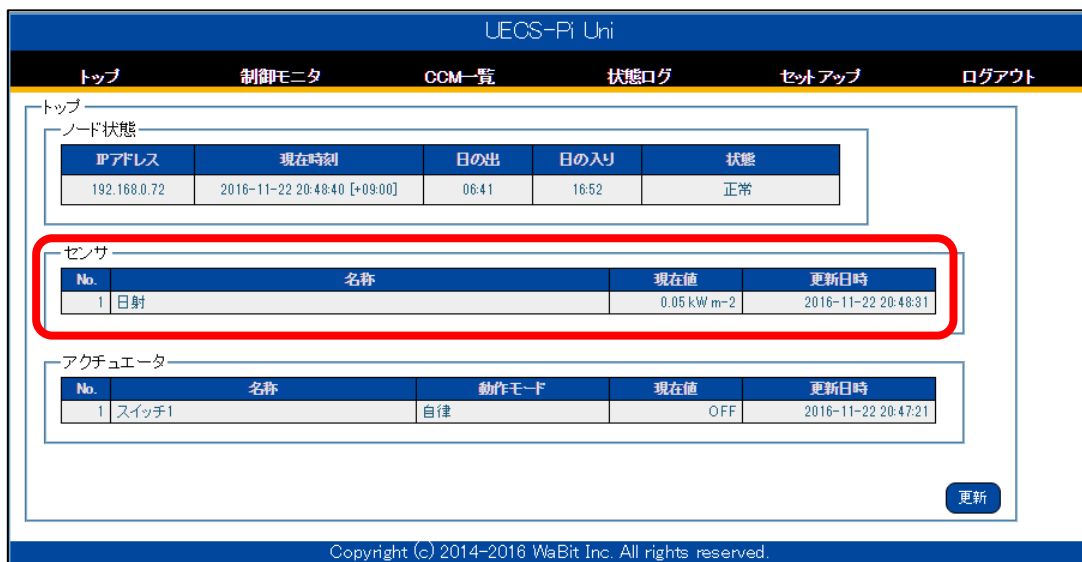 UECS-Pi Uni
トップ 制御モニタ CCM一覧 状態ログ セットアップ ログアウト
トップ
ノード状態
IPアドレス 現在時刻 日の出 日の入り 状態
192.168.0.72 2016-11-22 20:48:40 [+09:00] 06:41 16:52 正常
センサ
No. 名称 現在値 更新日時
1 日射 0.05 kW m-2 2016-11-22 20:48:31
アクチュエータ
No. 名称 動作モード 現在値 更新日時
1 スイッチ1 自律 OFF 2016-11-22 20:47:21
更新
Copyright (c) 2014-2016 WaBit Inc. All rights reserved.